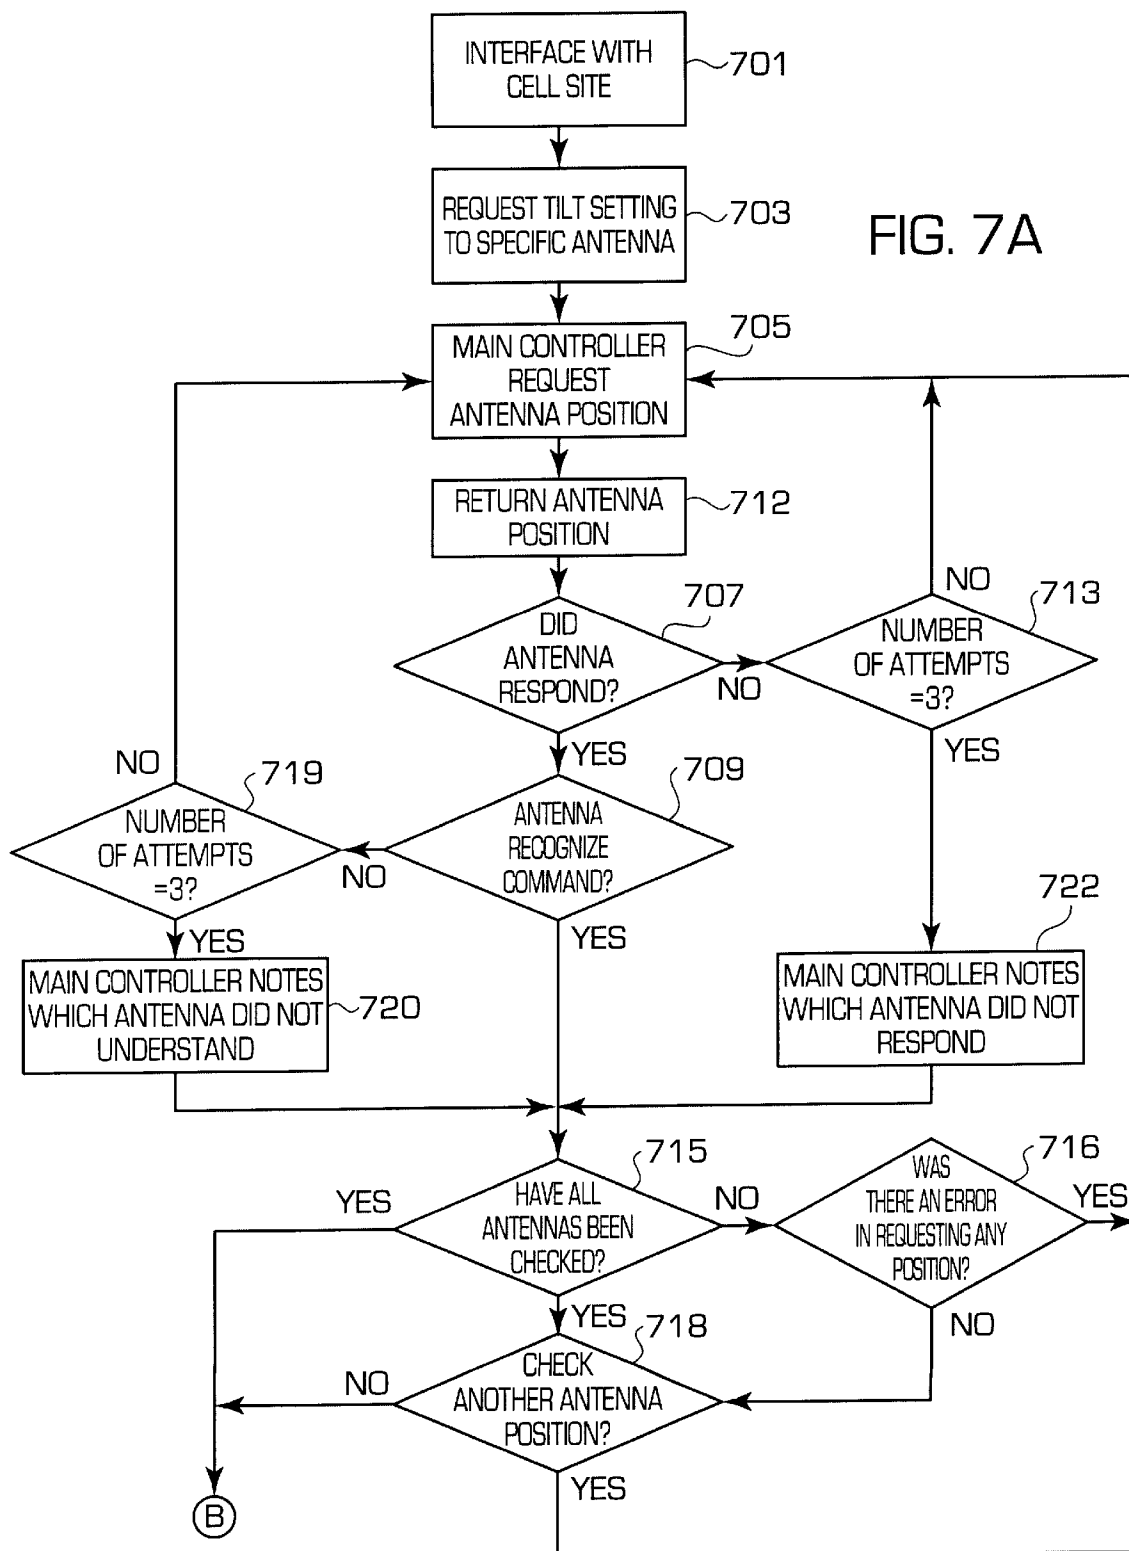 INTERFACE WITH
CELL SITE
701
REQUEST TILT SETTING
TO SPECIFIC ANTENNA
703
FIG. 7A
MAIN CONTROLLER
REQUEST
ANTENNA POSITION
705
RETURN ANTENNA
POSITION
712
DID
ANTENNA
RESPOND?
707
NO
YES
NUMBER
OF ATTEMPTS
=3?
713
NO
YES
ANTENNA
RECOGNIZE
COMMAND?
709
NO
YES
NUMBER
OF ATTEMPTS
=3?
719
NO
YES
MAIN CONTROLLER NOTES
WHICH ANTENNA DID NOT
UNDERSTAND
720
MAIN CONTROLLER NOTES
WHICH ANTENNA DID NOT
RESPOND
722
HAVE ALL
ANTENNAS BEEN
CHECKED?
715
YES
NO
YES
WAS
THERE AN ERROR
IN REQUESTING ANY
POSITION?
716
YES
NO
CHECK
ANOTHER ANTENNA
POSITION?
718
NO
YES
B